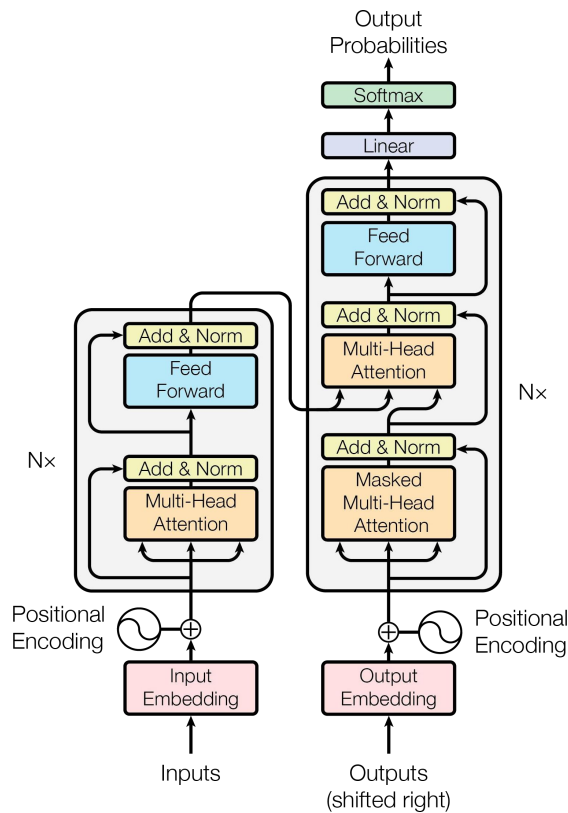 Output
Probabilities
Softmax
Linear
Add & Norm
Feed
Forward
Add & Norm
Multi-Head
Attention
Add & Norm
Masked
Multi-Head
Attention
N×
Add & Norm
Feed
Forward
Add & Norm
Multi-Head
Attention
N×
Positional
Encoding
Positional
Encoding
Input
Embedding
Output
Embedding
Inputs
Outputs
(shifted right)